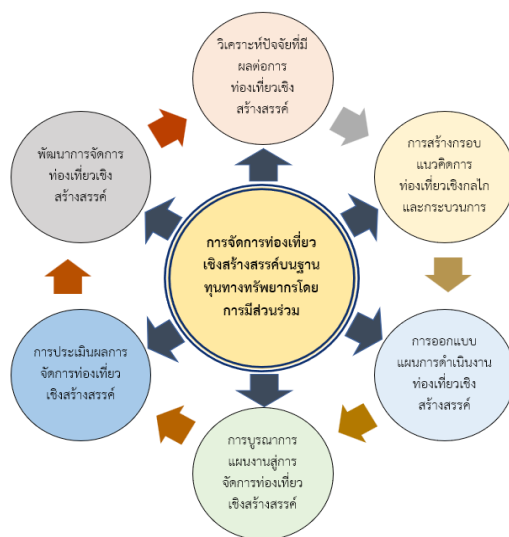 วิเคราะห์ปัจจัยที่มี
ผลต่อการ
ท่องเที่ยวเชิง
สร้างสรรค์
การสร้างกรอบ
แนวคิดการ
ท่องเที่ยวเชิงกลไก
และกระบวนการ
การออกแบบ
แผนการดำเนินงาน
ท่องเที่ยวเชิง
สร้างสรรค์
การบูรณาการ
แผนงานสู่การ
จัดการท่องเที่ยว
เชิงสร้างสรรค์
การประเมินผลการ
จัดการท่องเที่ยว
เชิงสร้างสรรค์
พัฒนาการจัดการ
ท่องเที่ยวเชิง
สร้างสรรค์
การจัดการท่องเที่ยว
เชิงสร้างสรรค์บนฐาน
ทุนทางทรัพยากรโดย
การมีส่วนร่วม